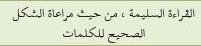 القراءة السليمة ، من حيث مراعاة الشكل
الصحيح للكلمات